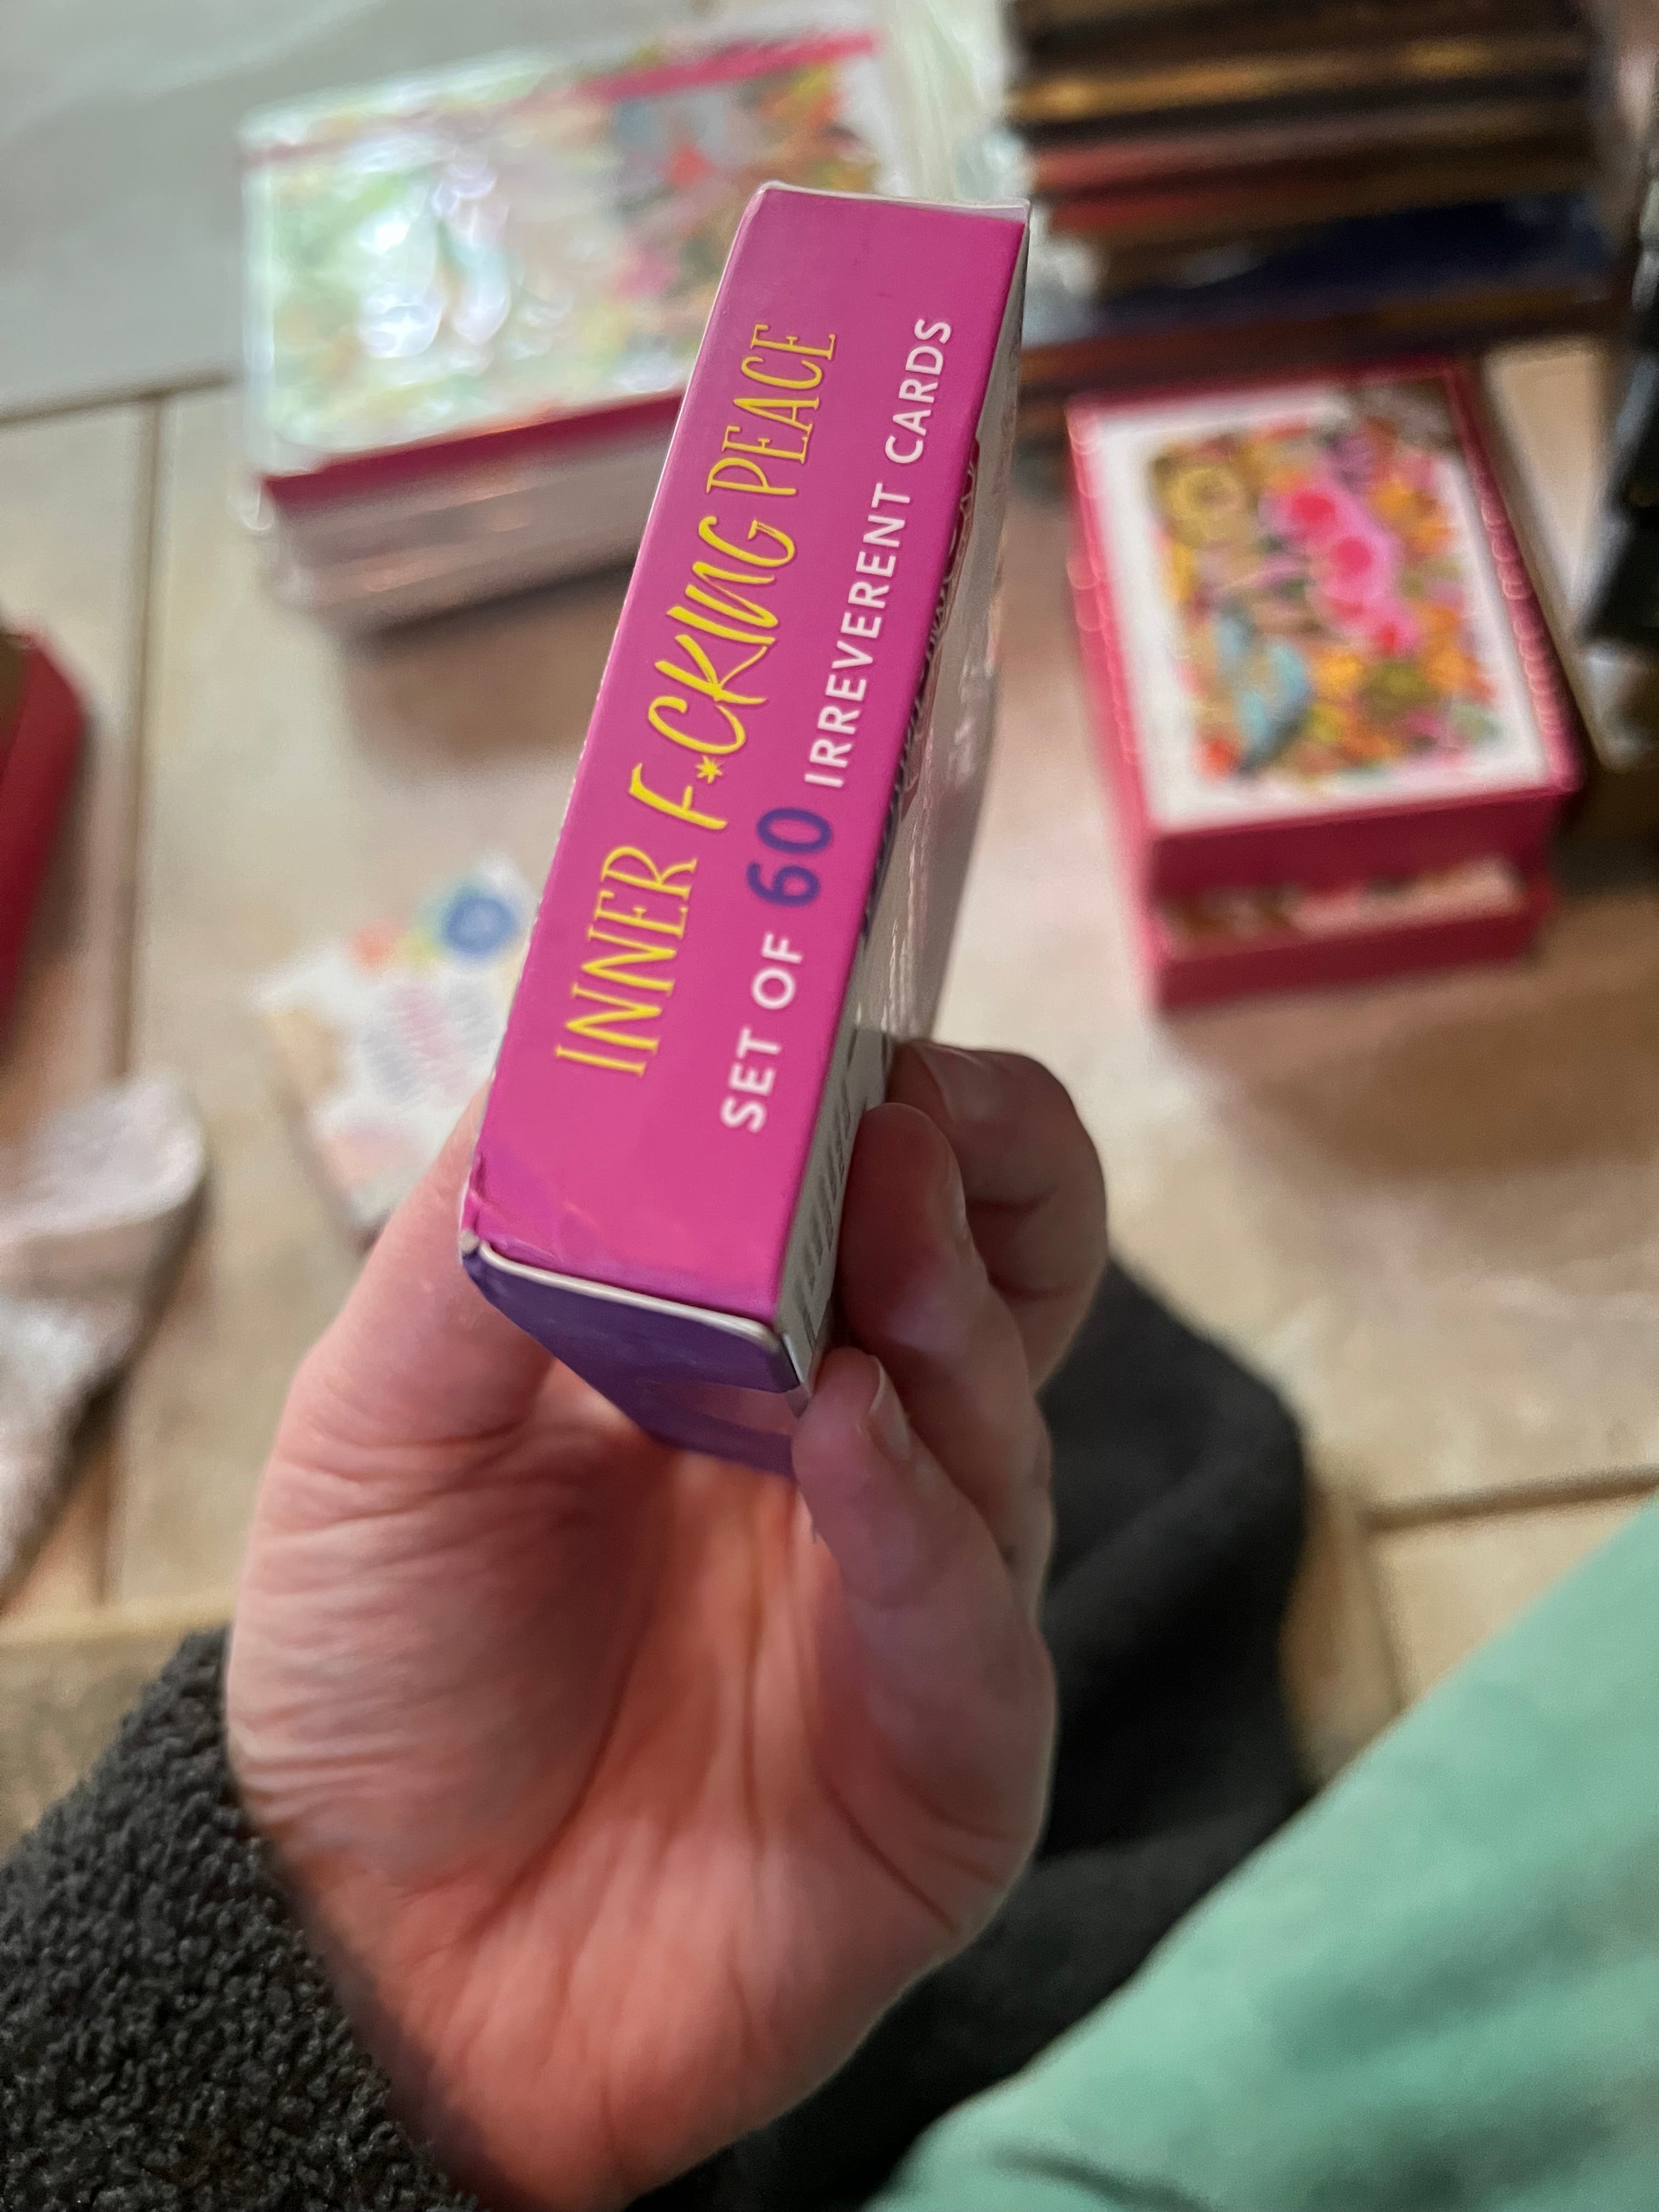 INNER F*CKING PEACE
SET OF 60 IRREVERENT CARDS